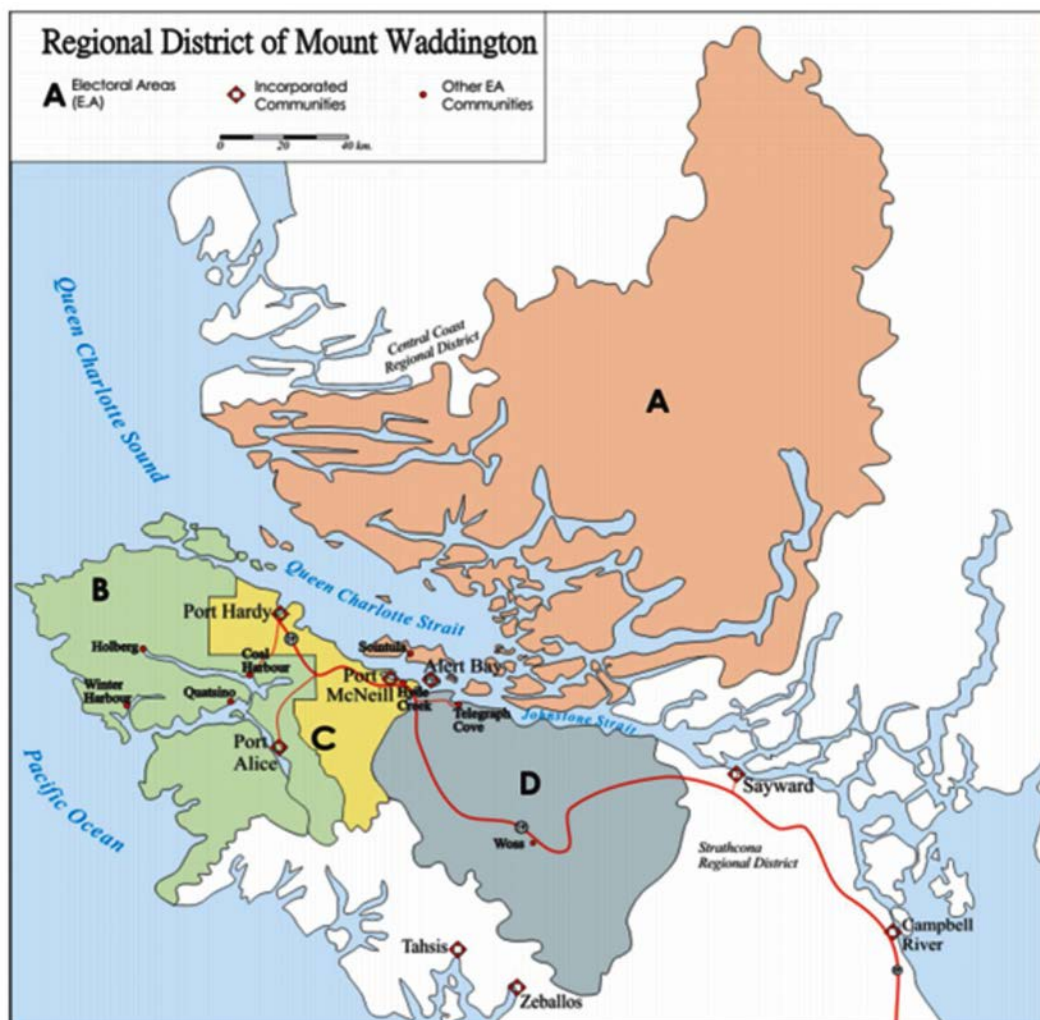 Regional District of Mount Waddington
A
Electoral Areas
(E.A)
Incorporated
Communities
Other EA
Communities
0 20 40 km.
Queen Charlotte Sound
Central Coast
Regional District
A
B
Queen Charlotte Strait
Port Hardy
Holberg
Coal
Harbour
Sointula
Alert Bay
Port
McNeill
Hyde
Creek
Winter
Harbour
Quatsino
Telegraph
Cove
Johnstone Strait
Port
Alice
C
Pacific Ocean
D
Sayward
Woss
Strathcona
Regional District
Campbell
River
Tahsis
Zeballos